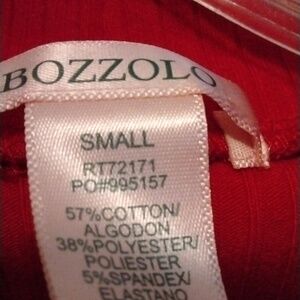 BOZZOLO
SMALL
RT72171
PO#995157
57%COTTON/
ALGODON
38%POLYESTER/
POLIESTER
5%SPANDEX/
ELASTANO